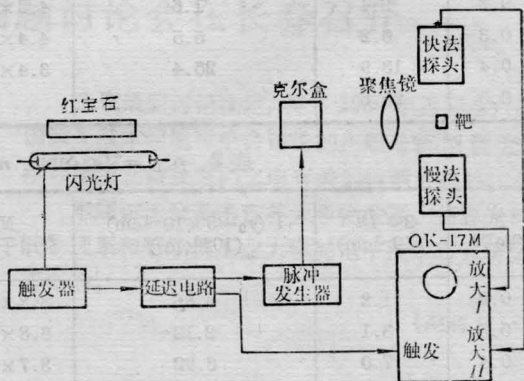 快法
探头
克尔盒
聚焦镜
红宝石
靶
闪光灯
慢法
探头
OK-17M
触发器
延迟电路
脉冲
发生器
放
大
I
触发
放
大
II